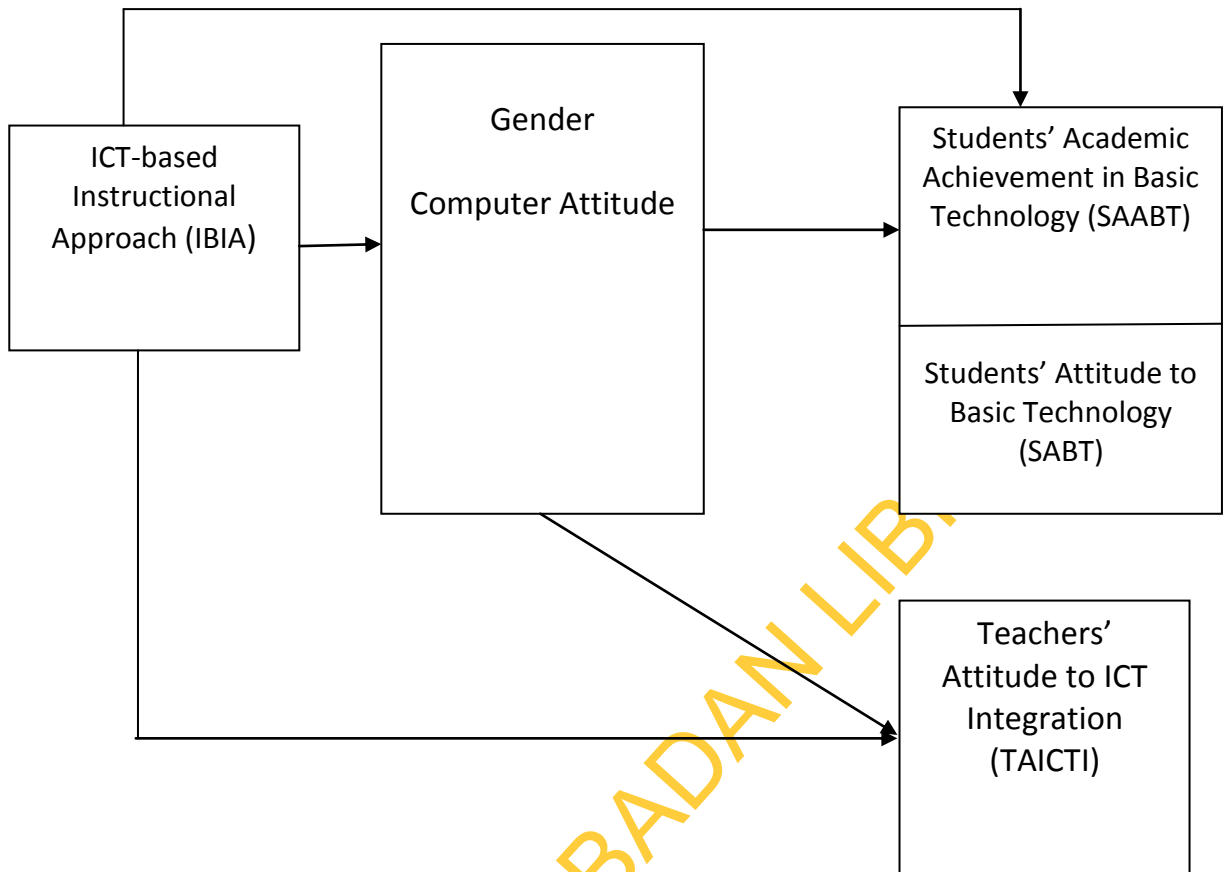 ICT-based
Instructional
Approach (IBIA)
Gender
Computer Attitude
Students’ Academic
Achievement in Basic
Technology (SAABT)
Students’ Attitude to
Basic Technology
(SABT)
Teachers’
Attitude to ICT
Integration
(TAICTI)
BADAN